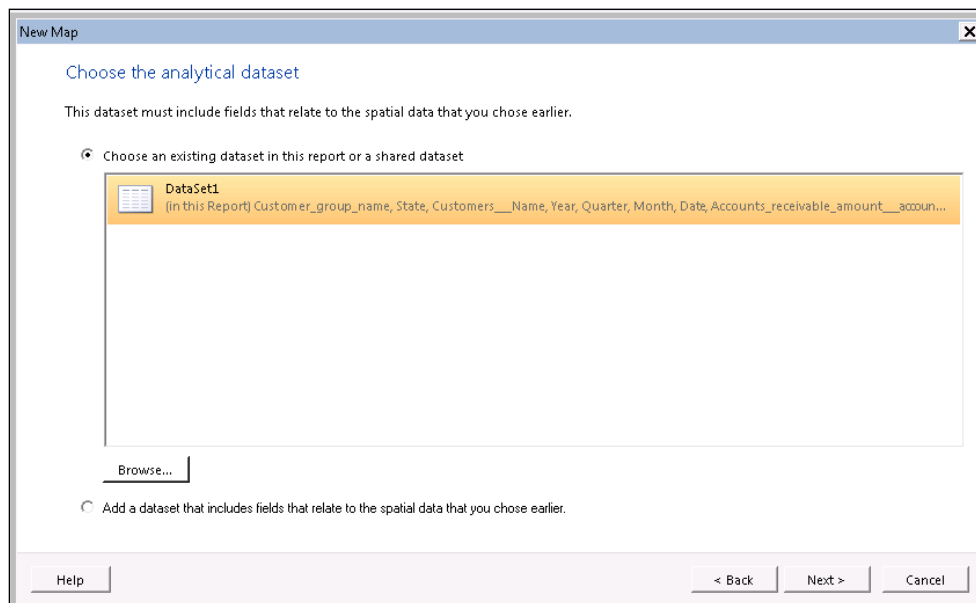 New Map
Choose the analytical dataset
This dataset must include fields that relate to the spatial data that you chose earlier.
Choose an existing dataset in this report or a shared dataset
DataSet1
(in this Report) Customer_group_name, State, Customers___Name, Year, Quarter, Month, Date, Accounts_receivable_amount___accoun...
Browse...
Add a dataset that includes fields that relate to the spatial data that you chose earlier.
Help
< Back
Next >
Cancel